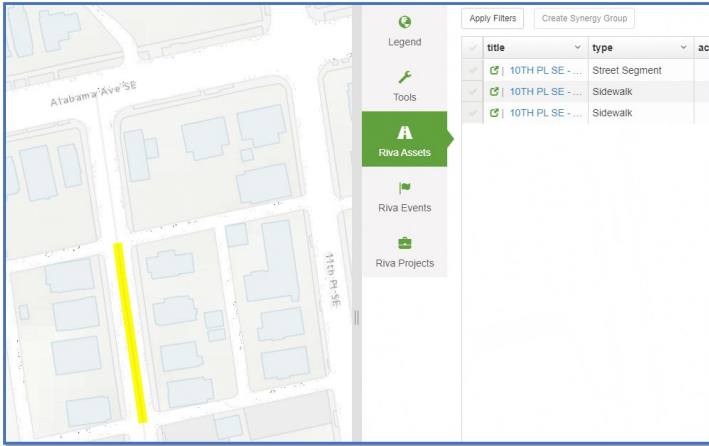 Alabama Ave SE
11th Pl SE
Legend
Tools
Riva Assets
Riva Events
Riva Projects
Apply Filters Create Synergy Group
title type ac
10TH PL SE - ... Street Segment
10TH PL SE - ... Sidewalk
10TH PL SE - ... Sidewalk